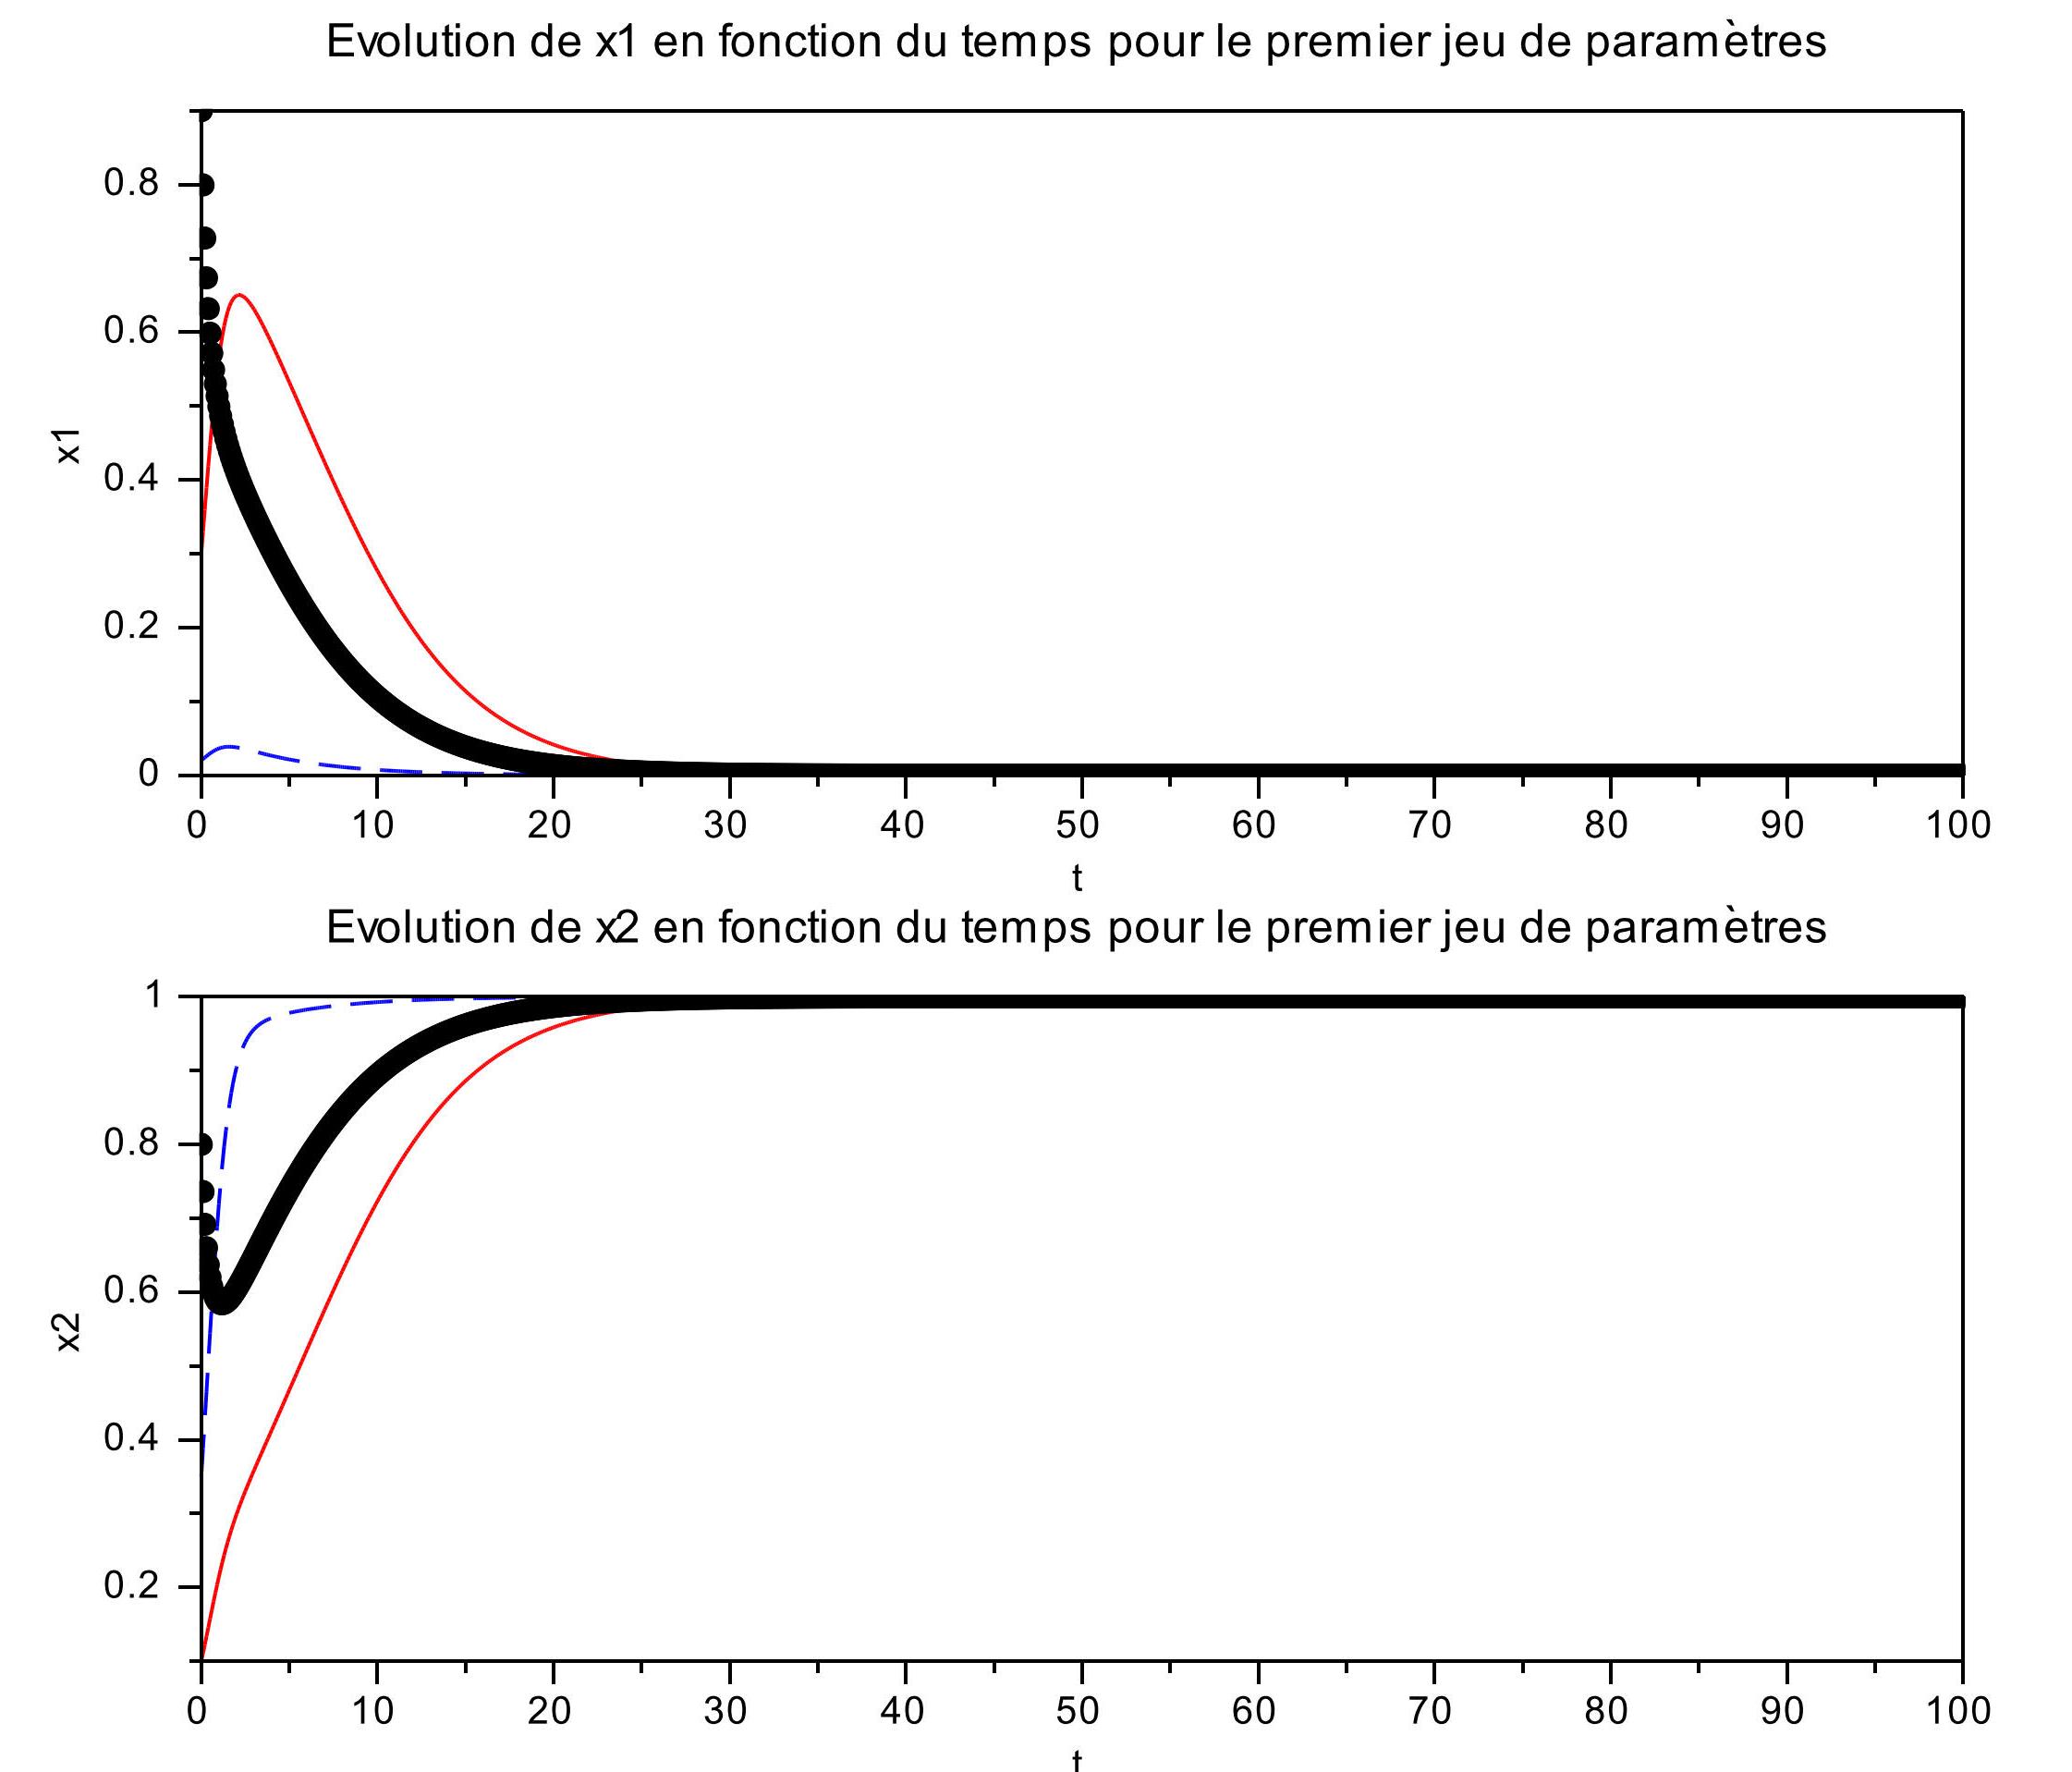 Evolution de x1 en fonction du temps pour le premier jeu de paramètres
0.8
0.6
x1
0.4
0.2
0
0 10 20 30 40 50 60 70 80 90 100
t
Evolution de x2 en fonction du temps pour le premier jeu de paramètres
1
0.8
0.6
x2
0.4
0.2
0 10 20 30 40 50 60 70 80 90 100
t